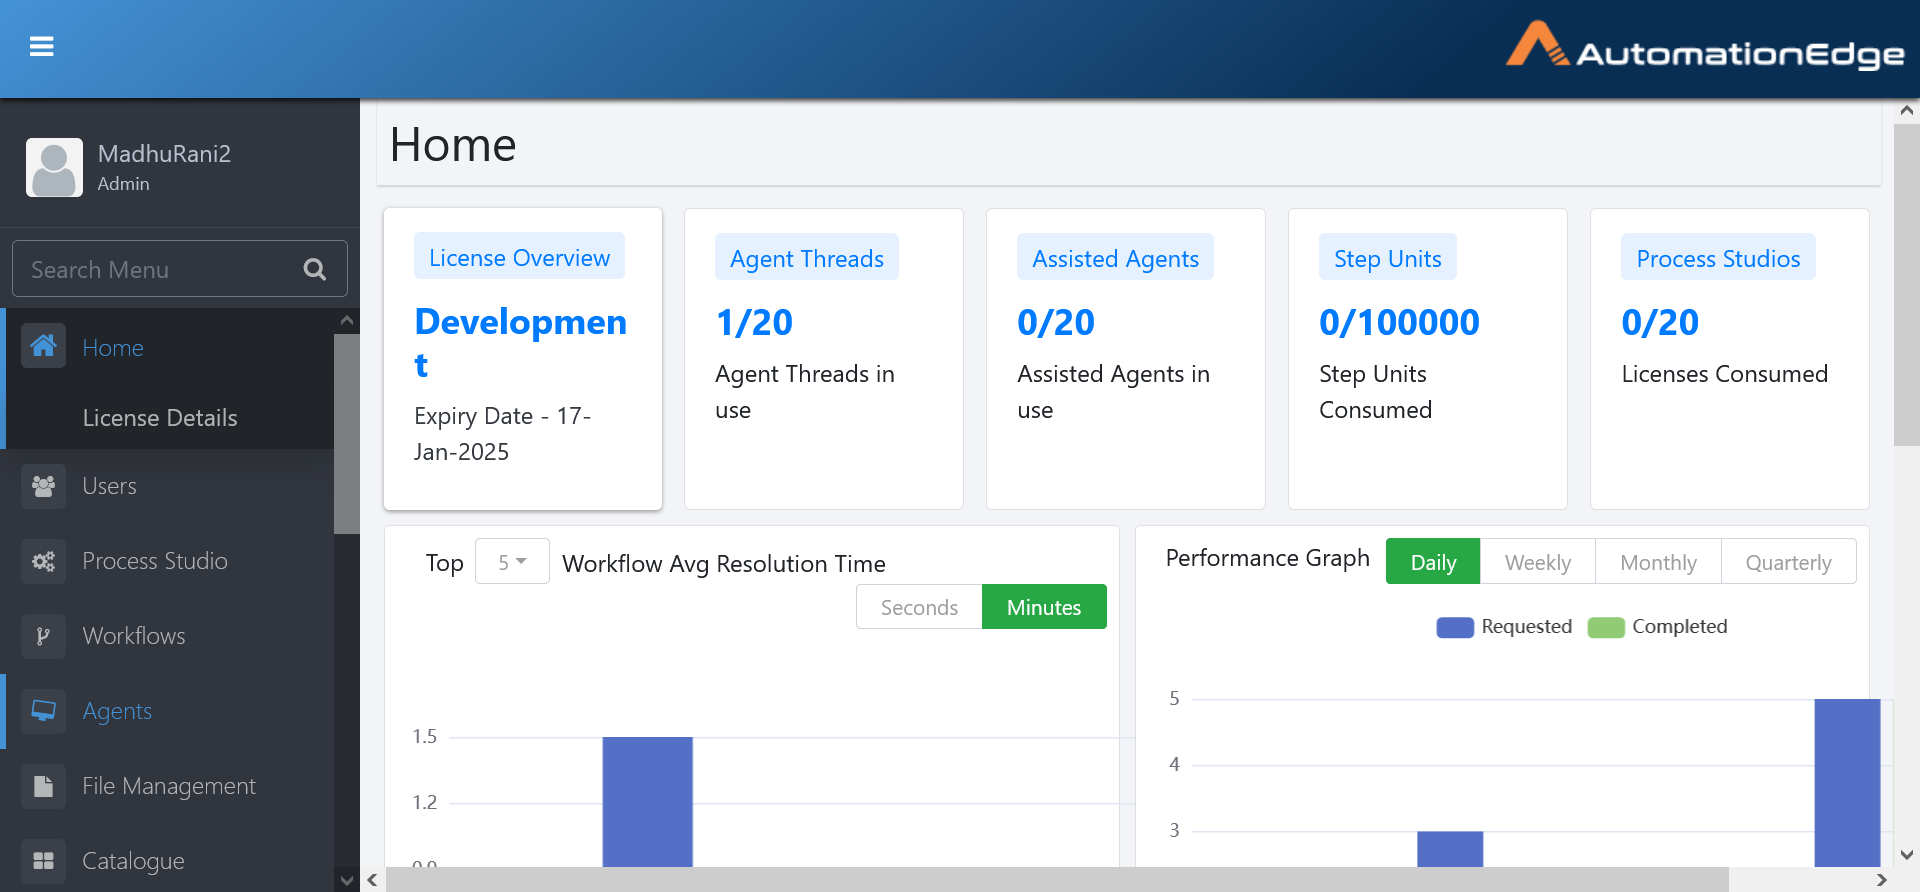 AutomationEdge
MadhuRani2
Admin
Search Menu
Home
License Details
Users
Process Studio
Workflows
Agents
File Management
Catalogue
Home
License Overview
Developmen
t
Expiry Date - 17-
Jan-2025
Agent Threads
1/20
Agent Threads in
use
Assisted Agents
0/20
Assisted Agents in
use
Step Units
0/100000
Step Units
Consumed
Process Studios
0/20
Licenses Consumed
Top 5 Workflow Avg Resolution Time
Seconds Minutes
1.5
1.2
0.9
Performance Graph Daily Weekly Monthly Quarterly
Requested Completed
5
4
3